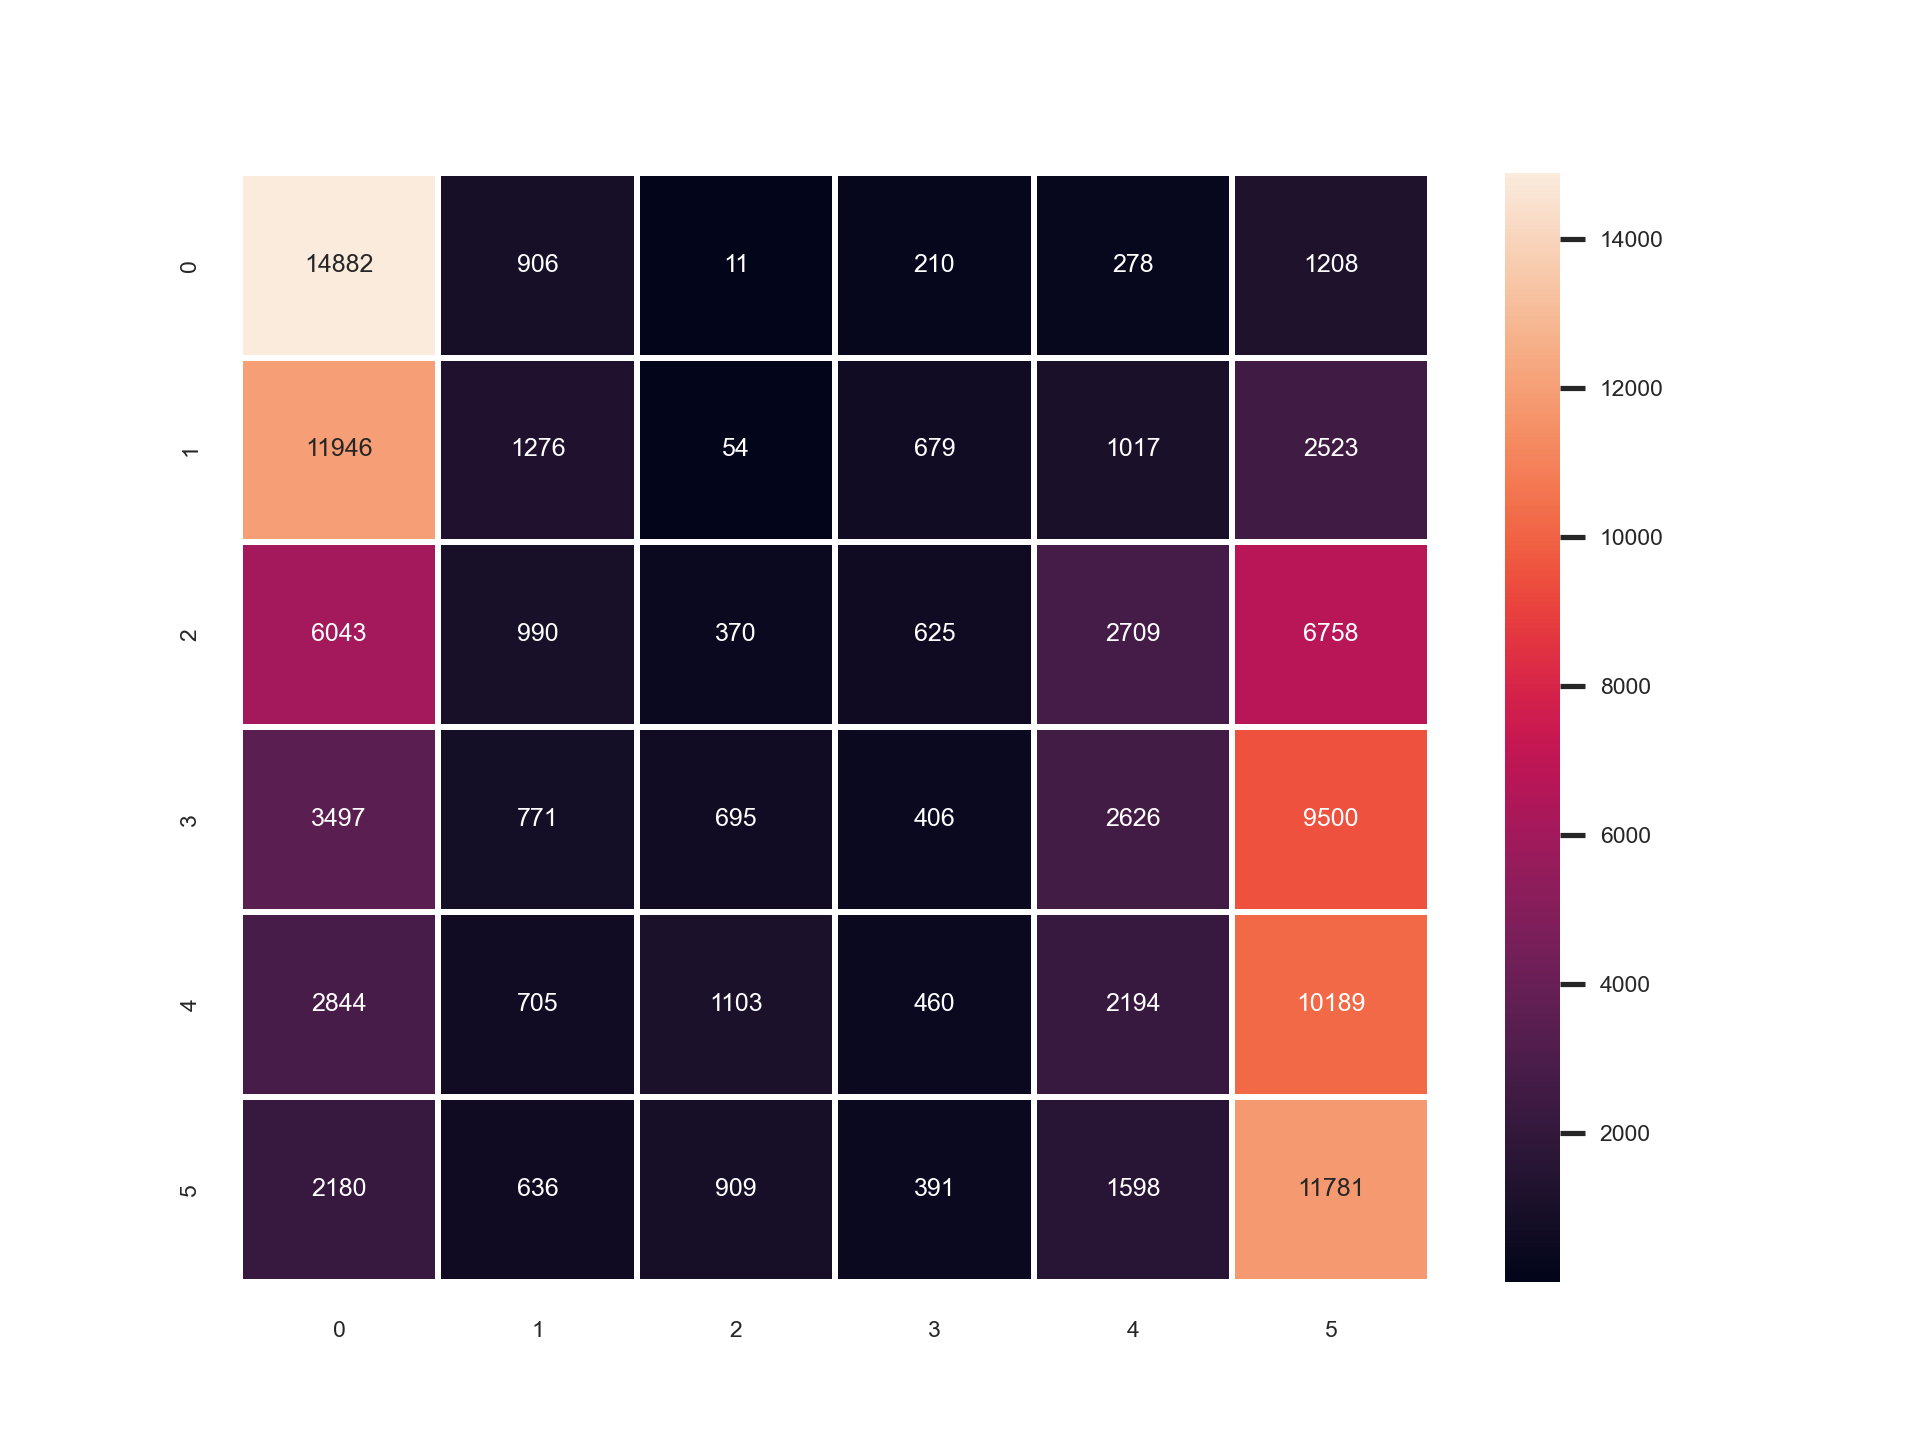 0 14882 906 11 210 278 1208
1 11946 1276 54 679 1017 2523
2 6043 990 370 625 2709 6758
3 3497 771 695 406 2626 9500
4 2844 705 1103 460 2194 10189
5 2180 636 909 391 1598 11781
0 1 2 3 4 5
14000
12000
10000
8000
6000
4000
2000